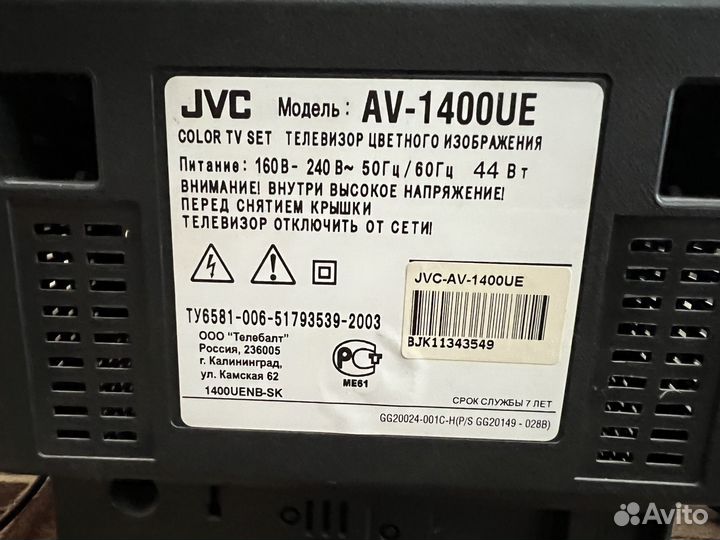 JVC Модель: AV-1400UE
COLOR TV SET ТЕЛЕВИЗОР ЦВЕТНОГО ИЗОБРАЖЕНИЯ
Питание: 160В- 240В~ 50Гц/60Гц 44 Вт
ВНИМАНИЕ! ВНУТРИ ВЫСОКОЕ НАПРЯЖЕНИЕ!
ПЕРЕД СНЯТИЕМ КРЫШКИ
ТЕЛЕВИЗОР ОТКЛЮЧИТЬ ОТ СЕТИ!
JVC-AV-1400UE
BJK11343549
ТУ6581-006-51793539-2003
ООО "Телебалт"
Россия, 236005
г. Калининград,
ул. Камская 62
1400UENB-SK
РСТ
МЕ61
СРОК СЛУЖБЫ 7 ЛЕТ
GG20024-001C-H(P/S GG20149 - 028B)
Avito